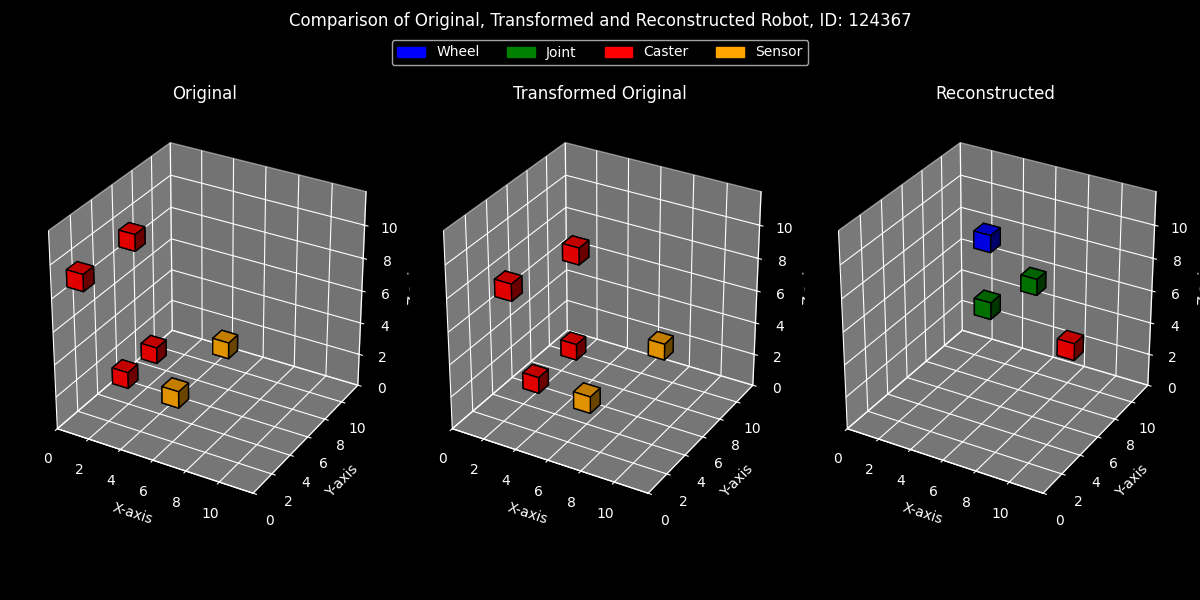 Comparison of Original, Transformed and Reconstructed Robot, ID: 124367
Wheel Joint Caster Sensor
Original Transformed Original Reconstructed
10 10 10
8 8 8
6 6 6
4 4 4
2 2 2
0 0 0
0 2 4 6 8 10 0 2 4 6 8 10 0 2 4 6 8 10
0 2 4 6 8 10 0 2 4 6 8 10 0 2 4 6 8 10
X-axis Y-axis X-axis Y-axis X-axis Y-axis